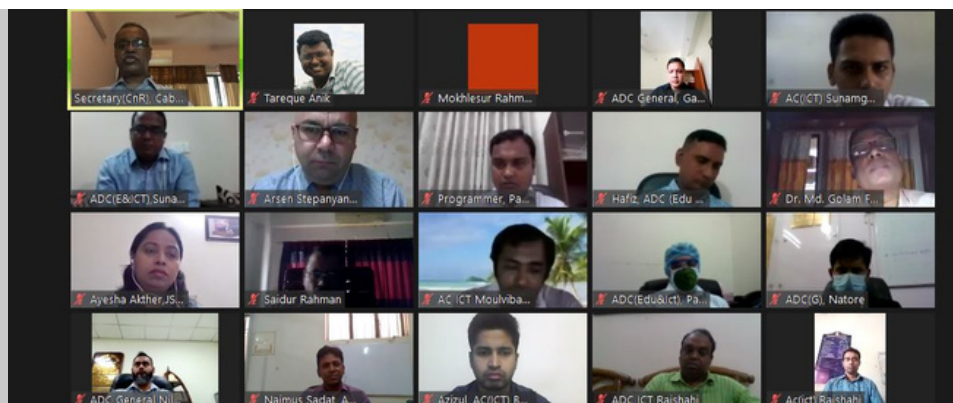 Secretary(CnR), Cab...
Tareque Anik
Mokhlesur Rahm...
ADC General, Ga...
AC(ICT) Sunamg...
ADC(E&ICT),Suna...
Arsen Stepanyan...
Programmer, Pa...
Hafiz, ADC (Edu ...
Dr. Md. Golam F...
Ayesha Akther,JS...
Saidur Rahman
AC ICT Moulviba...
ADC(Edu&Ict), Pa...
ADC(G), Natore
ADC General Nil...
Naimus Sadat, A...
Azizul, AC(ICT) B...
ADC ICT Rajshahi
Ac(ict) Rajshahi